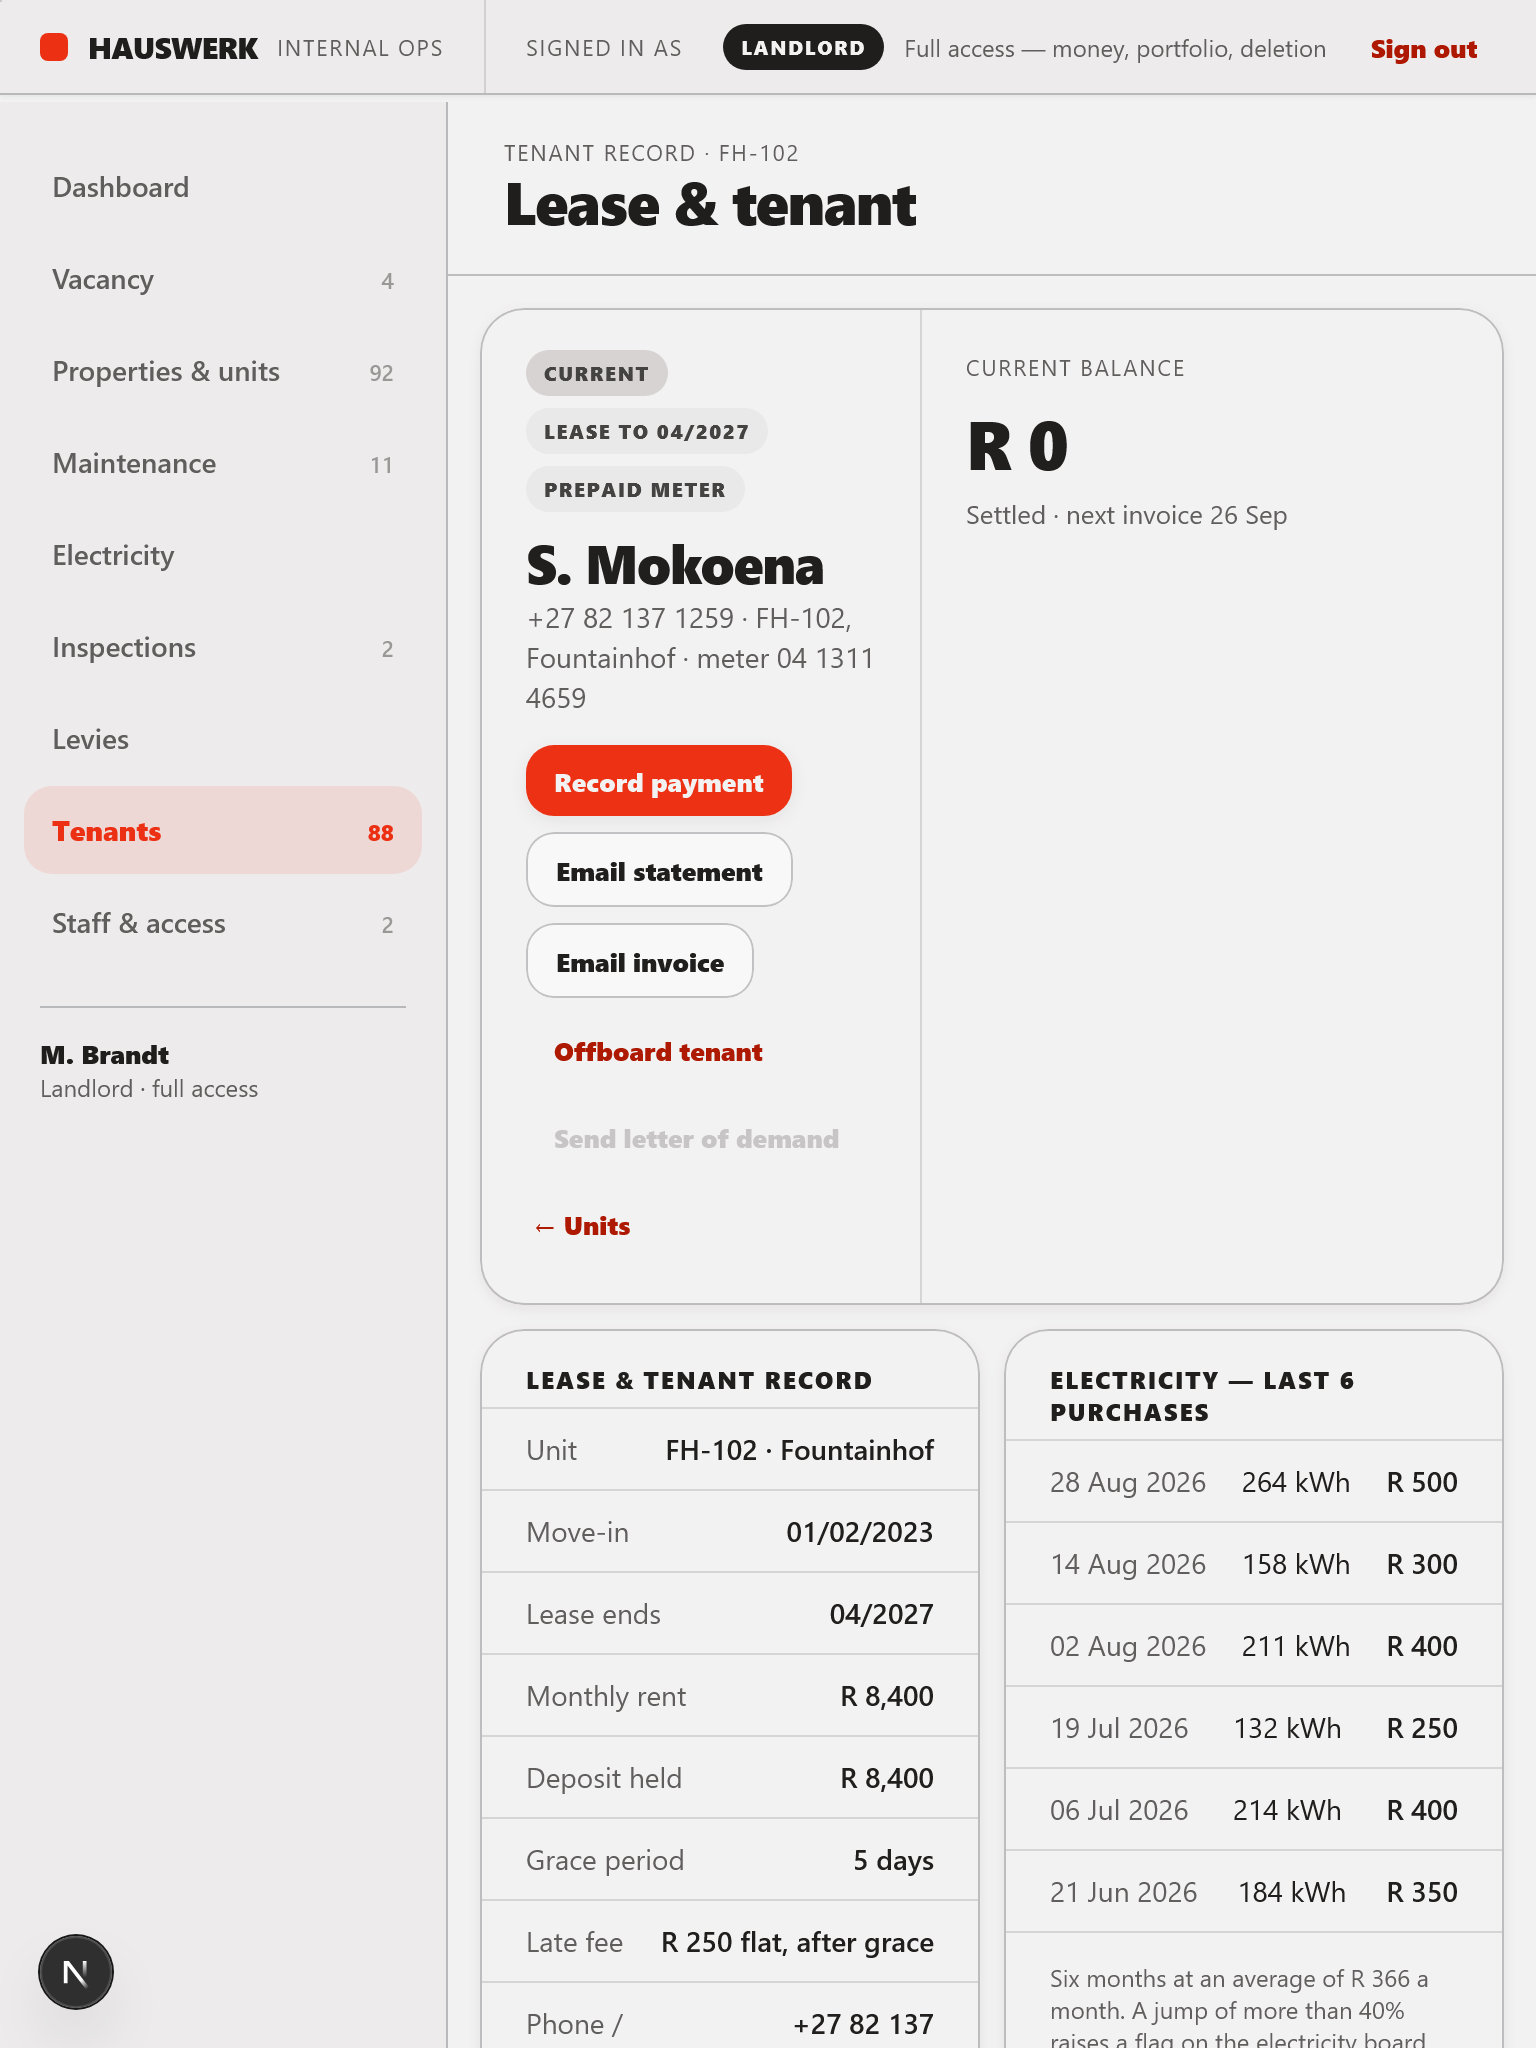 HAUSWERK INTERNAL OPS
SIGNED IN AS LANDLORD Full access — money, portfolio, deletion Sign out
Dashboard
Vacancy 4
Properties & units 92
Maintenance 11
Electricity
Inspections 2
Levies
Tenants 88
Staff & access 2
M. Brandt
Landlord · full access
N
TENANT RECORD · FH-102
Lease & tenant
CURRENT
LEASE TO 04/2027
PREPAID METER
S. Mokoena
+27 82 137 1259 · FH-102,
Fountainhof · meter 04 1311
4659
Record payment
Email statement
Email invoice
Offboard tenant
Send letter of demand
← Units
CURRENT BALANCE
R 0
Settled · next invoice 26 Sep
LEASE & TENANT RECORD
Unit FH-102 · Fountainhof
Move-in 01/02/2023
Lease ends 04/2027
Monthly rent R 8,400
Deposit held R 8,400
Grace period 5 days
Late fee R 250 flat, after grace
Phone / +27 82 137
ELECTRICITY — LAST 6
PURCHASES
28 Aug 2026 264 kWh R 500
14 Aug 2026 158 kWh R 300
02 Aug 2026 211 kWh R 400
19 Jul 2026 132 kWh R 250
06 Jul 2026 214 kWh R 400
21 Jun 2026 184 kWh R 350
Six months at an average of R 366 a
month. A jump of more than 40%
raises a flag on the electricity board